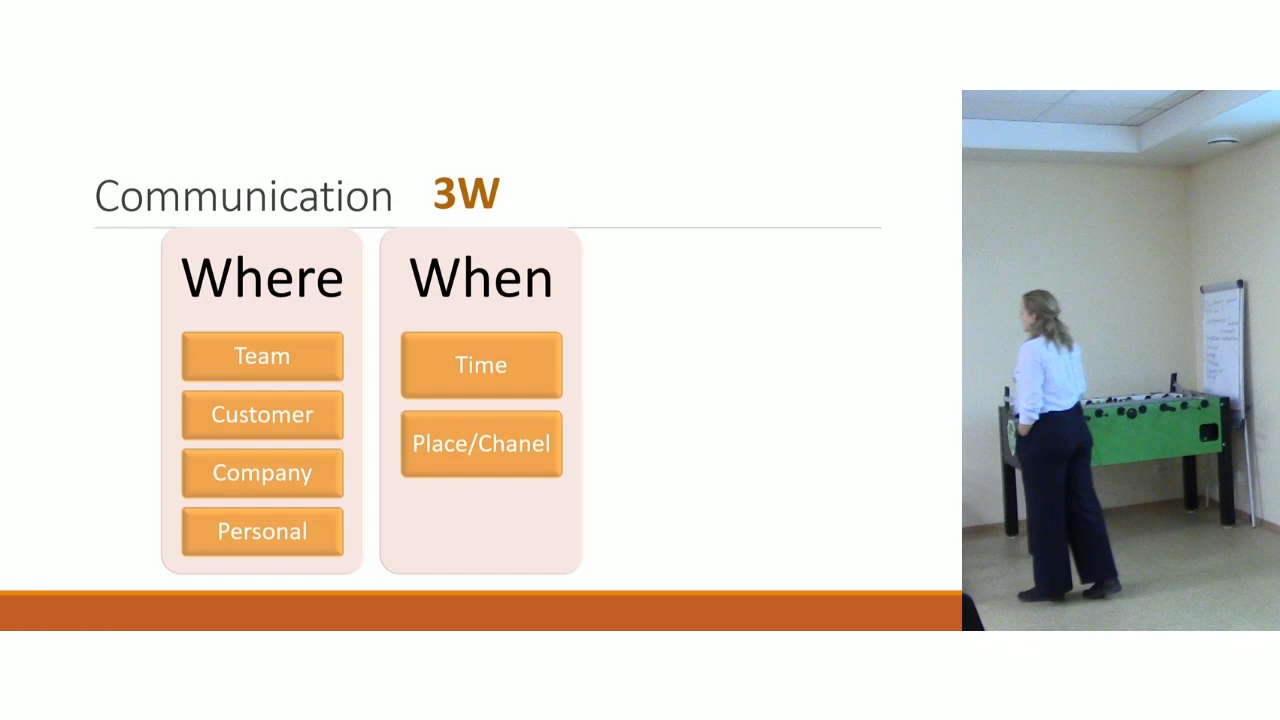 Communication 3W
Where
Team
Customer
Company
Personal
When
Time
Place/Chanel